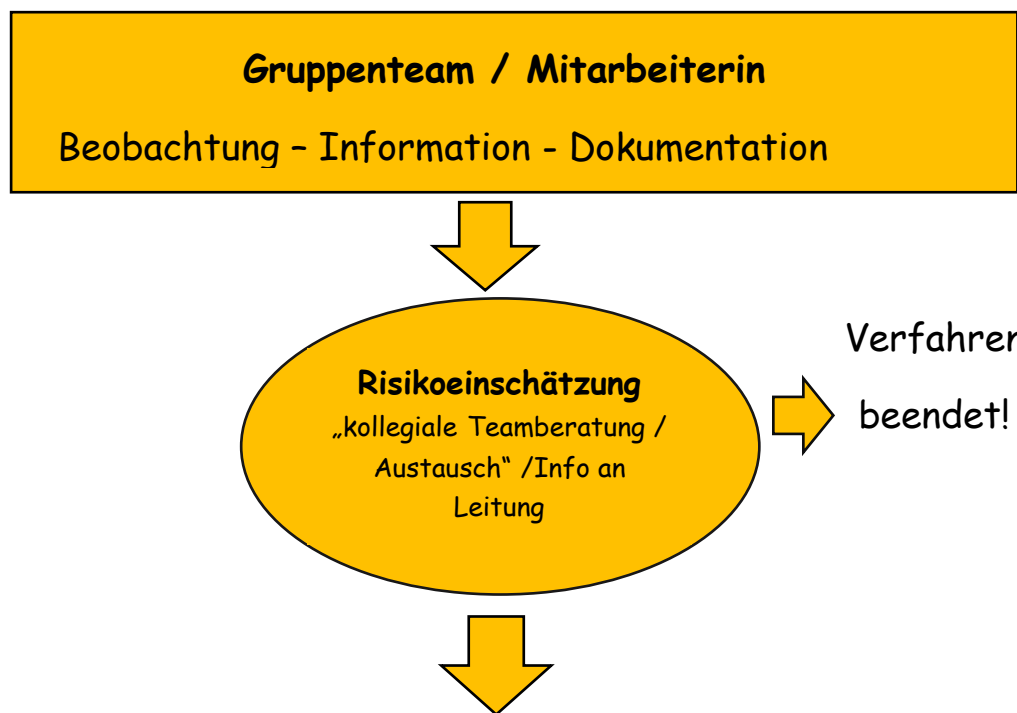 Gruppenteam / Mitarbeiterin
Beobachtung – Information - Dokumentation
Risikoeinschätzung
„kollegiale Teamberatung /
Austausch“ /Info an
Leitung
Verfahren
beendet!